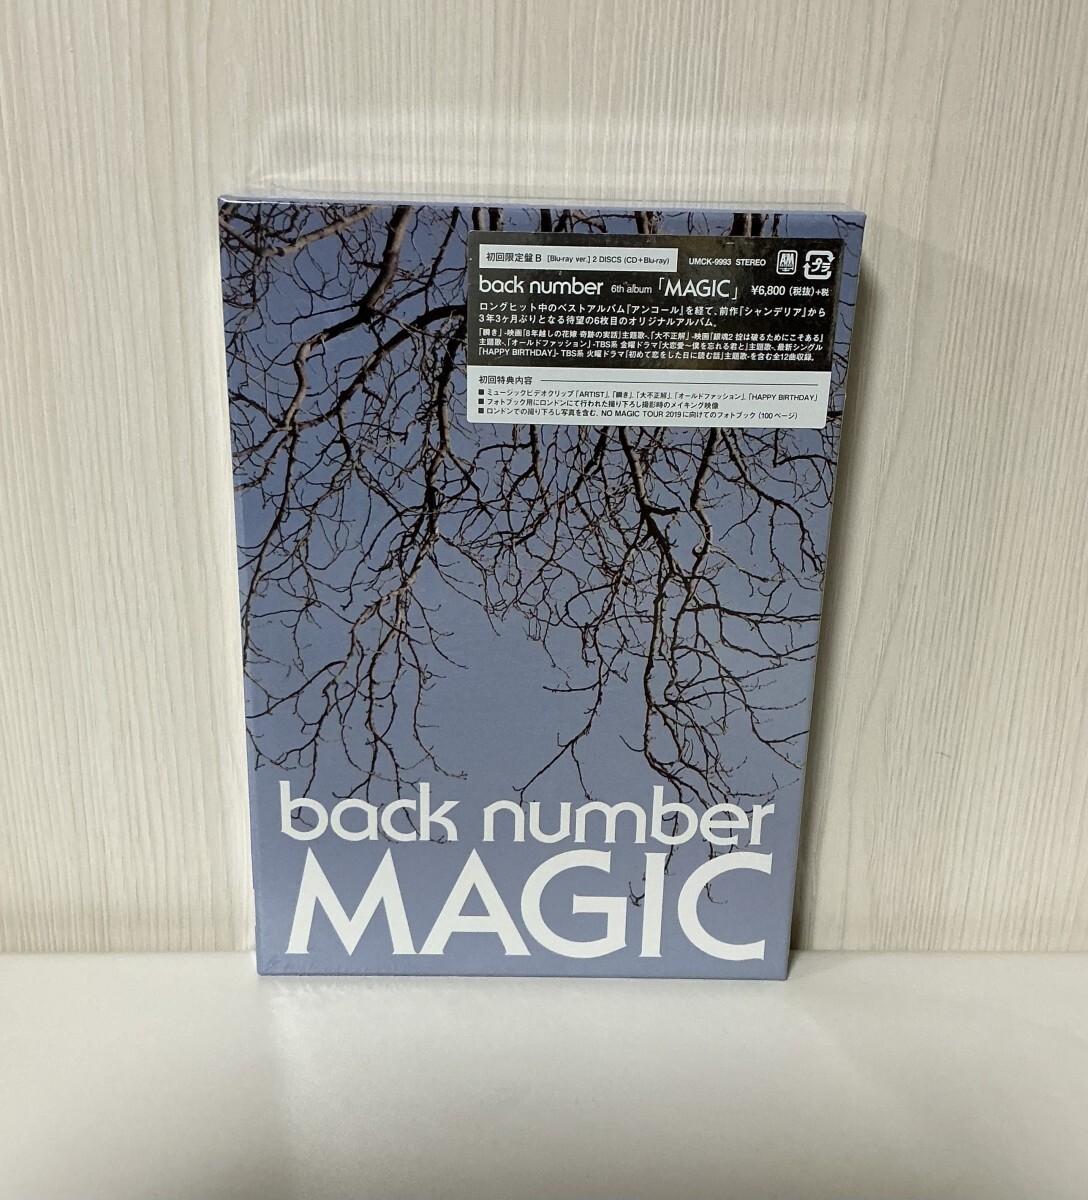 初回限定盤B [Blu-ray ver.] 2 DISCS (CD+Blu-ray) UMCK-9993 STEREO A&M RECORDS プラ
back number 6th album 「MAGIC」 ¥6,800 (税抜)+税
ロングヒット中のベストアルバム『アンコール』を経て、前作『シャンデリア』から
3年3ヶ月ぶりとなる待望の6枚目のオリジナルアルバム。
「瞬き」-映画『8年越しの花嫁 奇跡の実話』主題歌-、「大不正解」-映画『銀魂2 掟は破るためにこそある』
主題歌-、「オールドファッション」-TBS系 金曜ドラマ『大恋愛〜僕を忘れる君と』主題歌-、最新シングル
「HAPPY BIRTHDAY」-TBS系 火曜ドラマ『初めて恋をした日に読む話』主題歌-を含む全12曲収録。
初回特典内容
■ ミュージックビデオクリップ「ARTIST」、「瞬き」、「大不正解」、「オールドファッション」、「HAPPY BIRTHDAY」
■ フォトブック用にロンドンにて行われた撮り下ろし撮影時のメイキング映像
■ ロンドンでの撮り下ろし写真を含む、NO MAGIC TOUR 2019に向けてのフォトブック (100ページ)
back number
MAGIC